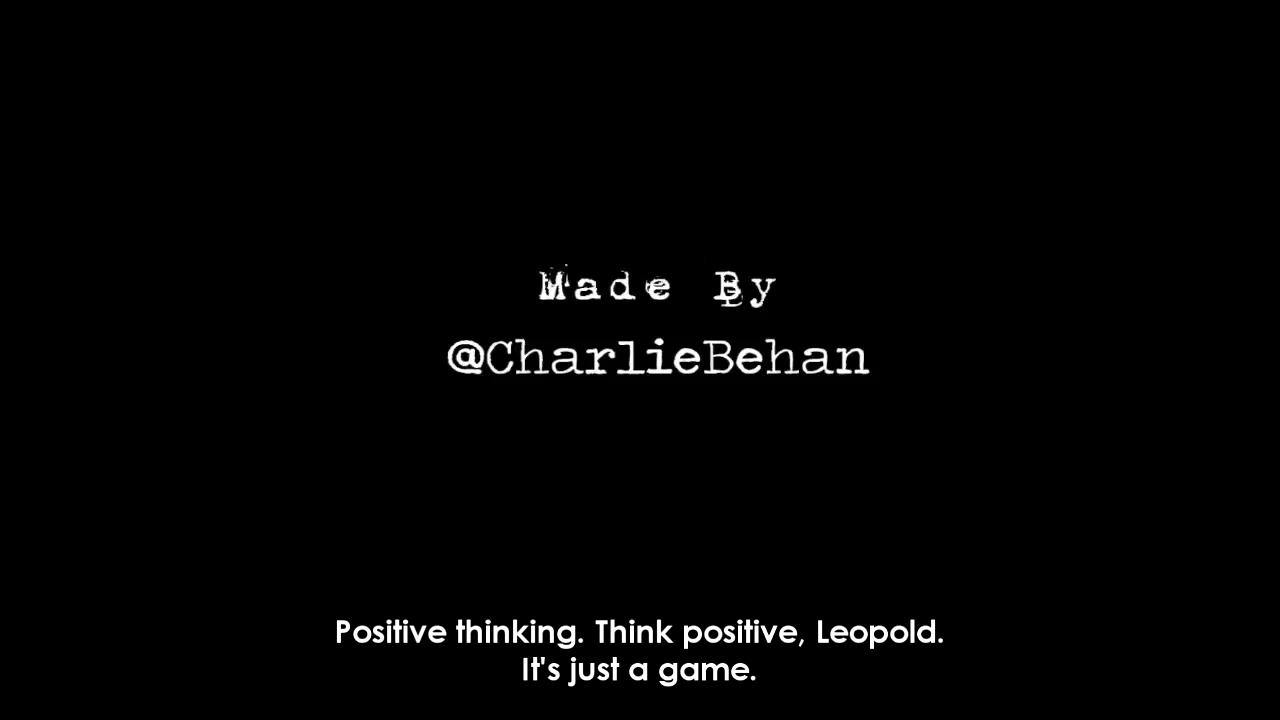 Made By
@CharlieBehan
Positive thinking. Think positive, Leopold.
It's just a game.